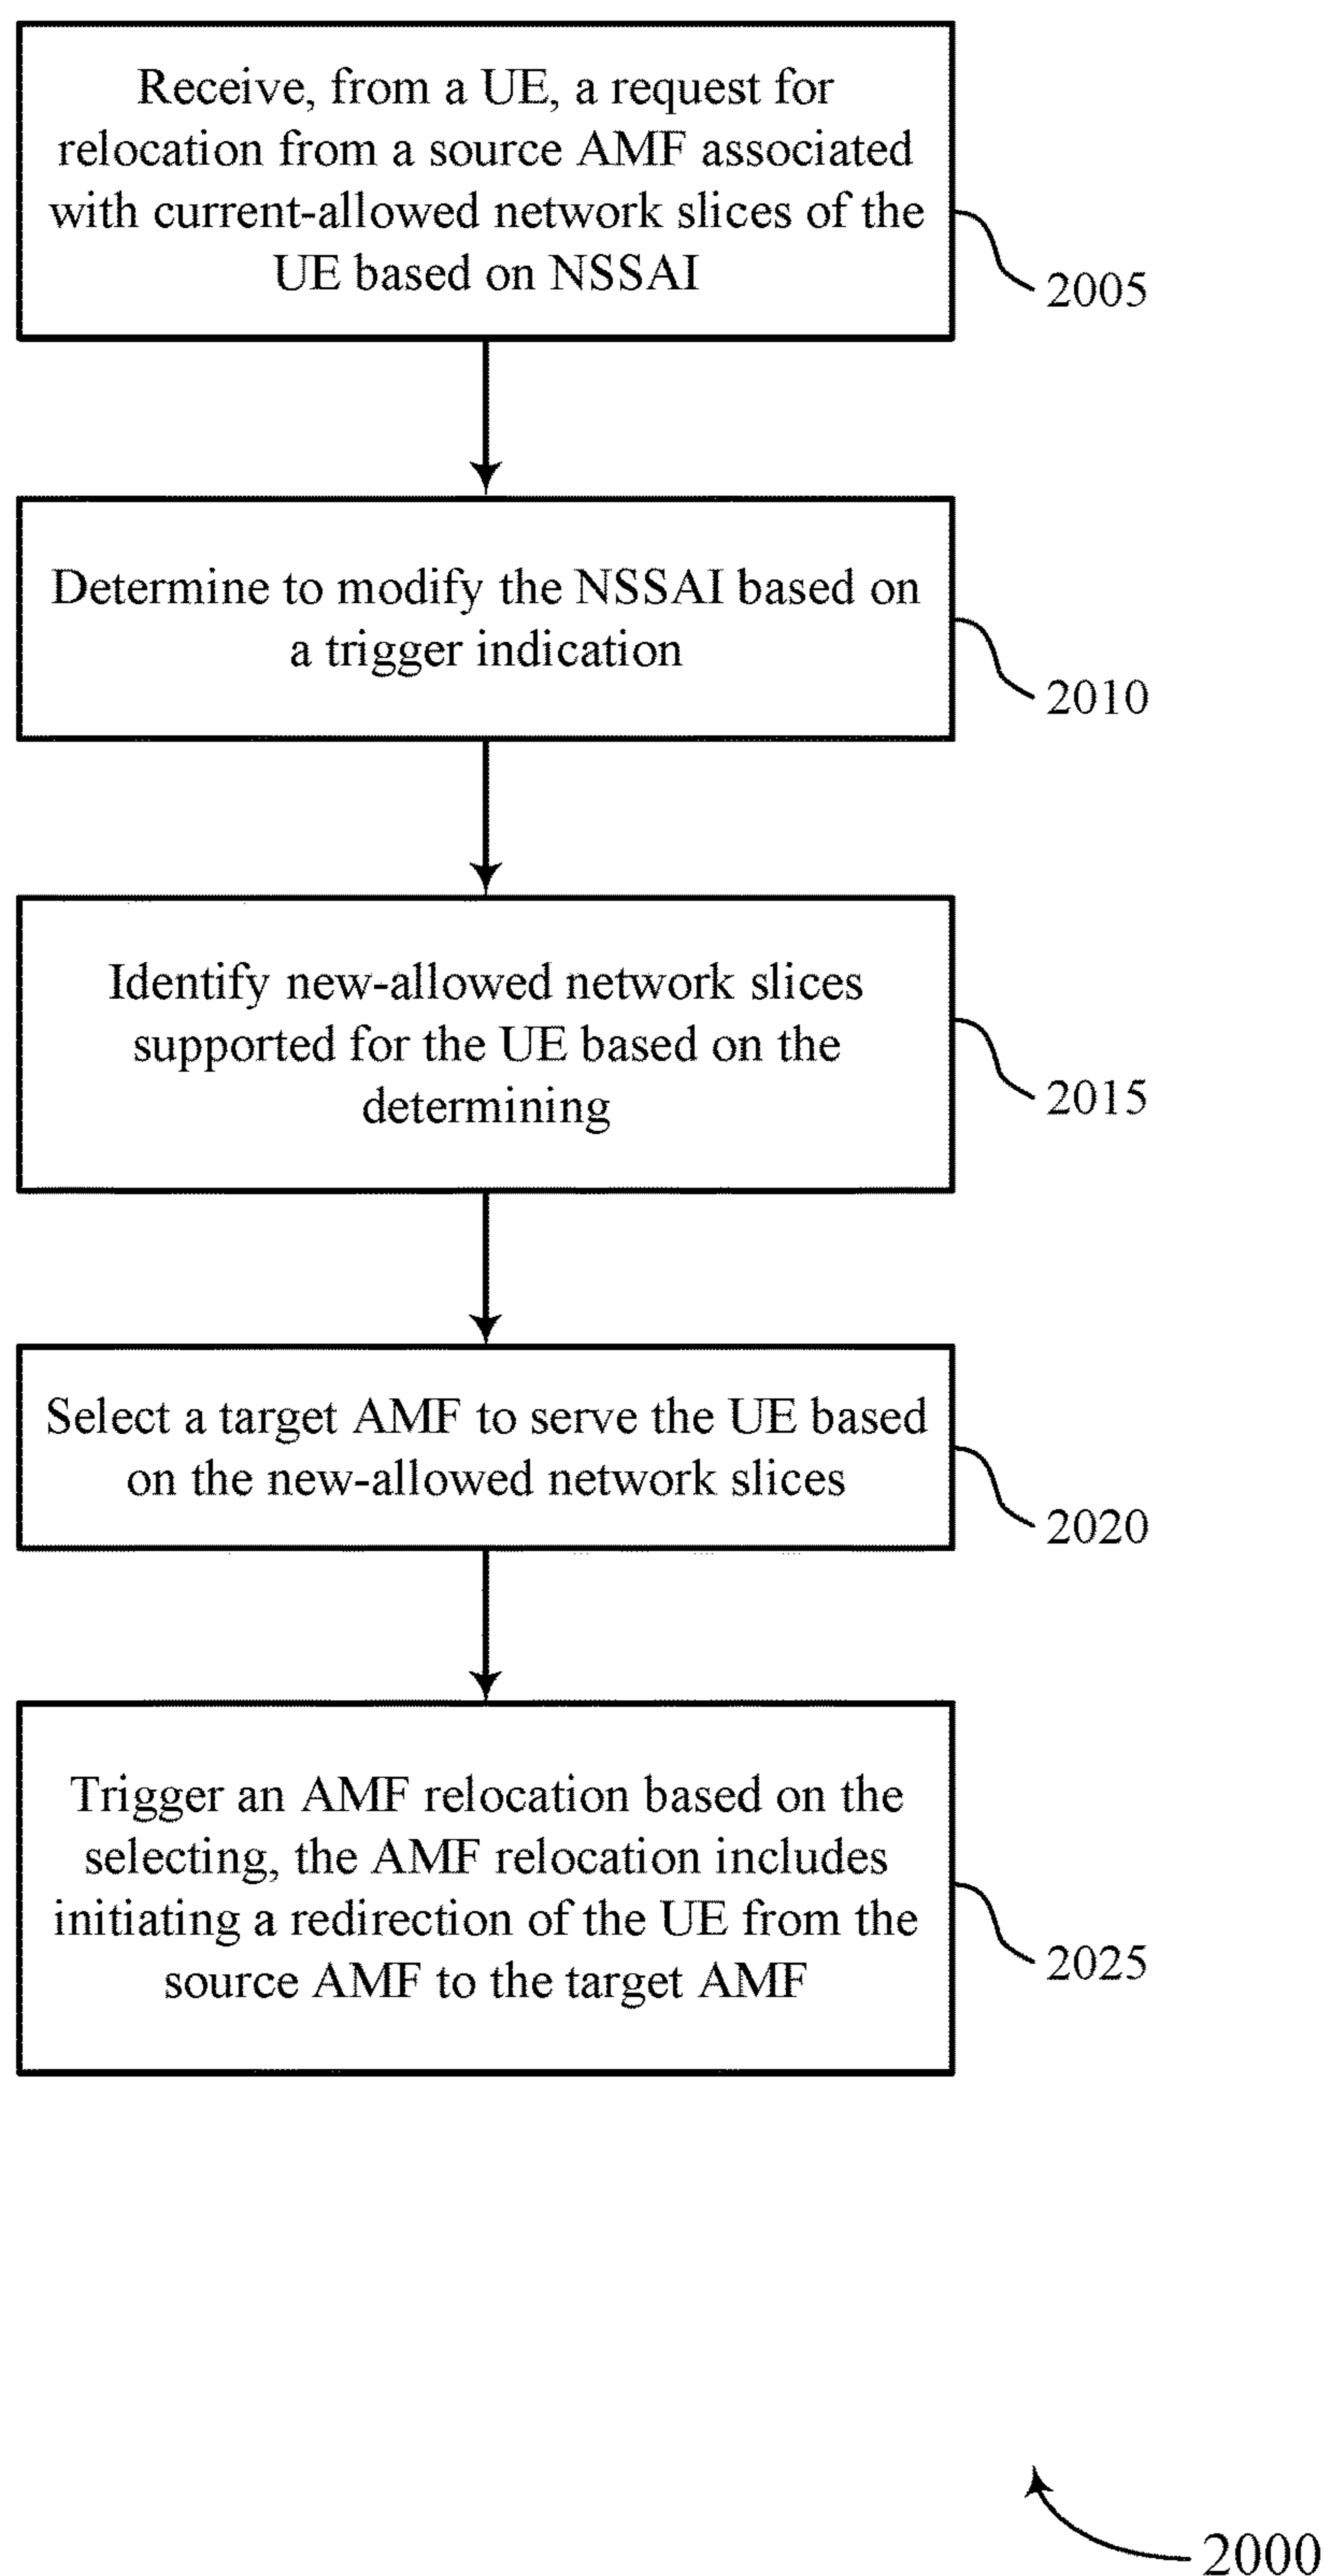 Receive, from a UE, a request for
relocation from a source AMF associated
with current-allowed network slices of the
UE based on NSSAI
2005
Determine to modify the NSSAI based on
a trigger indication
2010
Identify new-allowed network slices
supported for the UE based on the
determining
2015
Select a target AMF to serve the UE based
on the new-allowed network slices
2020
Trigger an AMF relocation based on the
selecting, the AMF relocation includes
initiating a redirection of the UE from the
source AMF to the target AMF
2025
2000